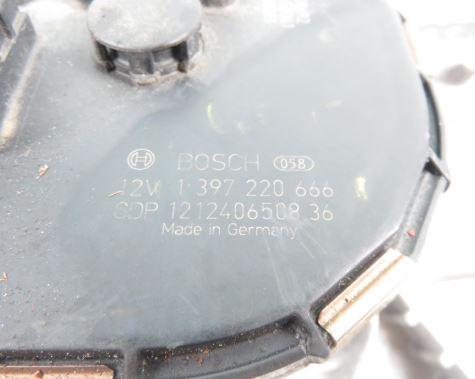 BOSCH 058
12V 1 397 220 666
CDP 1212406508 36
Made in Germany